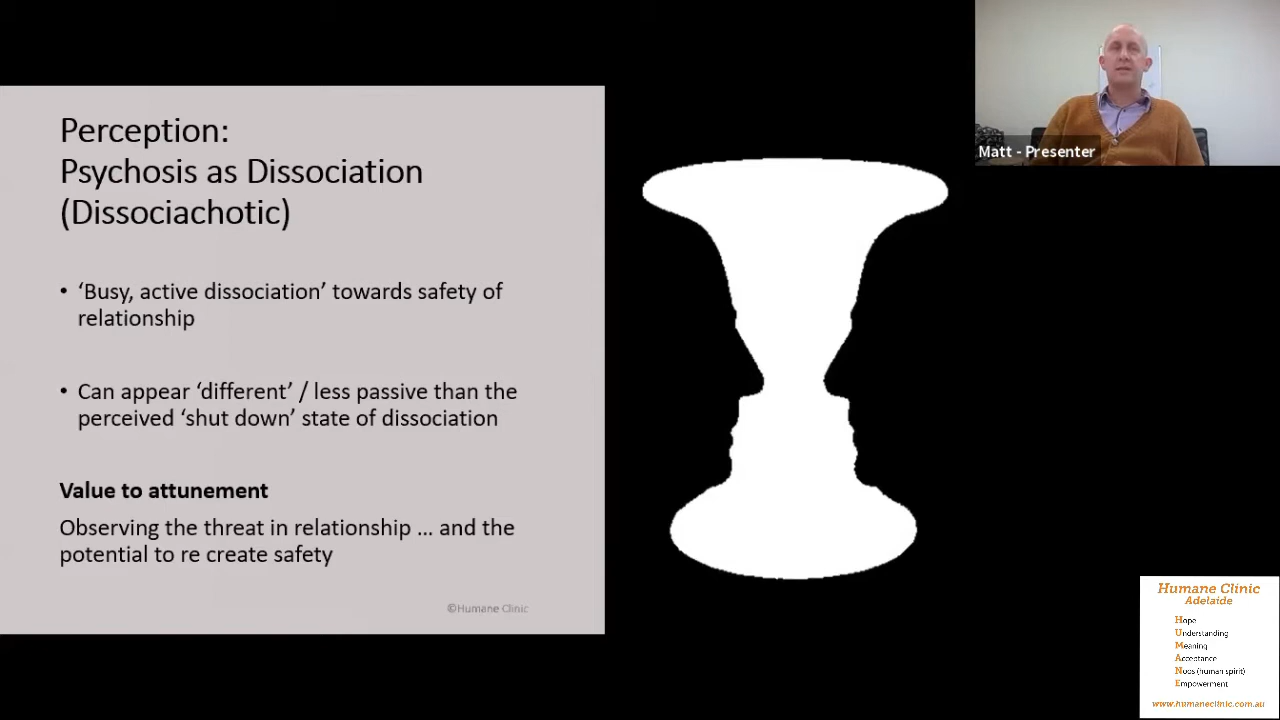 Perception:
Psychosis as Dissociation
(Dissociachotic)
• ‘Busy, active dissociation’ towards safety of
relationship
• Can appear ‘different’ / less passive than the
perceived ‘shut down’ state of dissociation
Value to attunement
Observing the threat in relationship … and the
potential to re create safety
©Humane Clinic
Matt - Presenter
Humane Clinic
Adelaide
Hope
Understanding
Meaning
Acceptance
Noos (human spirit)
Empowerment
www.humaneclinic.com.au